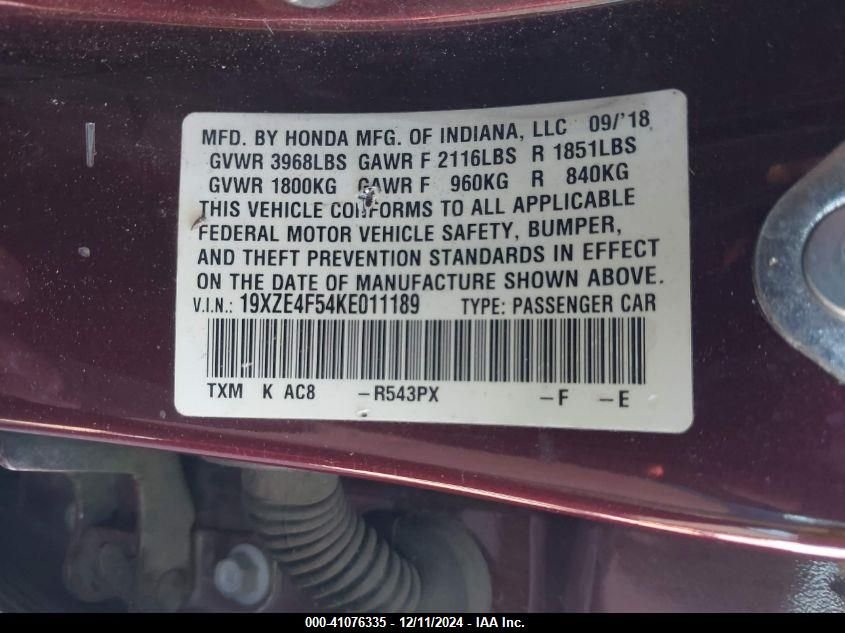 MFD. BY HONDA MFG. OF INDIANA, LLC 09/'18
GVWR 3968LBS GAWR F 2116LBS R 1851LBS
GVWR 1800KG GAWR F 960KG R 840KG
THIS VEHICLE CONFORMS TO ALL APPLICABLE
FEDERAL MOTOR VEHICLE SAFETY, BUMPER,
AND THEFT PREVENTION STANDARDS IN EFFECT
ON THE DATE OF MANUFACTURE SHOWN ABOVE.
V.I.N.: 19XZE4F54KE011189 TYPE: PASSENGER CAR
TXM K AC8 -R543PX -F -E
000-41076335 - 12/11/2024 - IAA Inc.